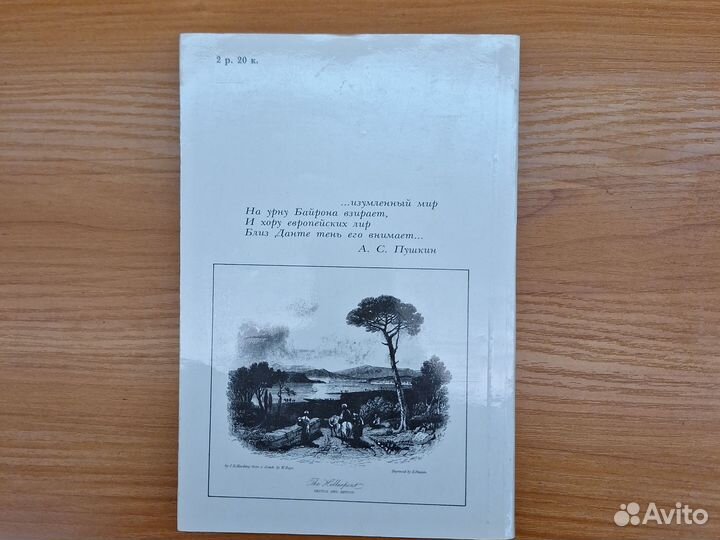 2 р. 20 к.
...изумленный мир
На урну Байрона взирает,
И хору европейских лир
Близ Данте тень его внимает...
А. С. Пушкин
The Hellespont
Avito